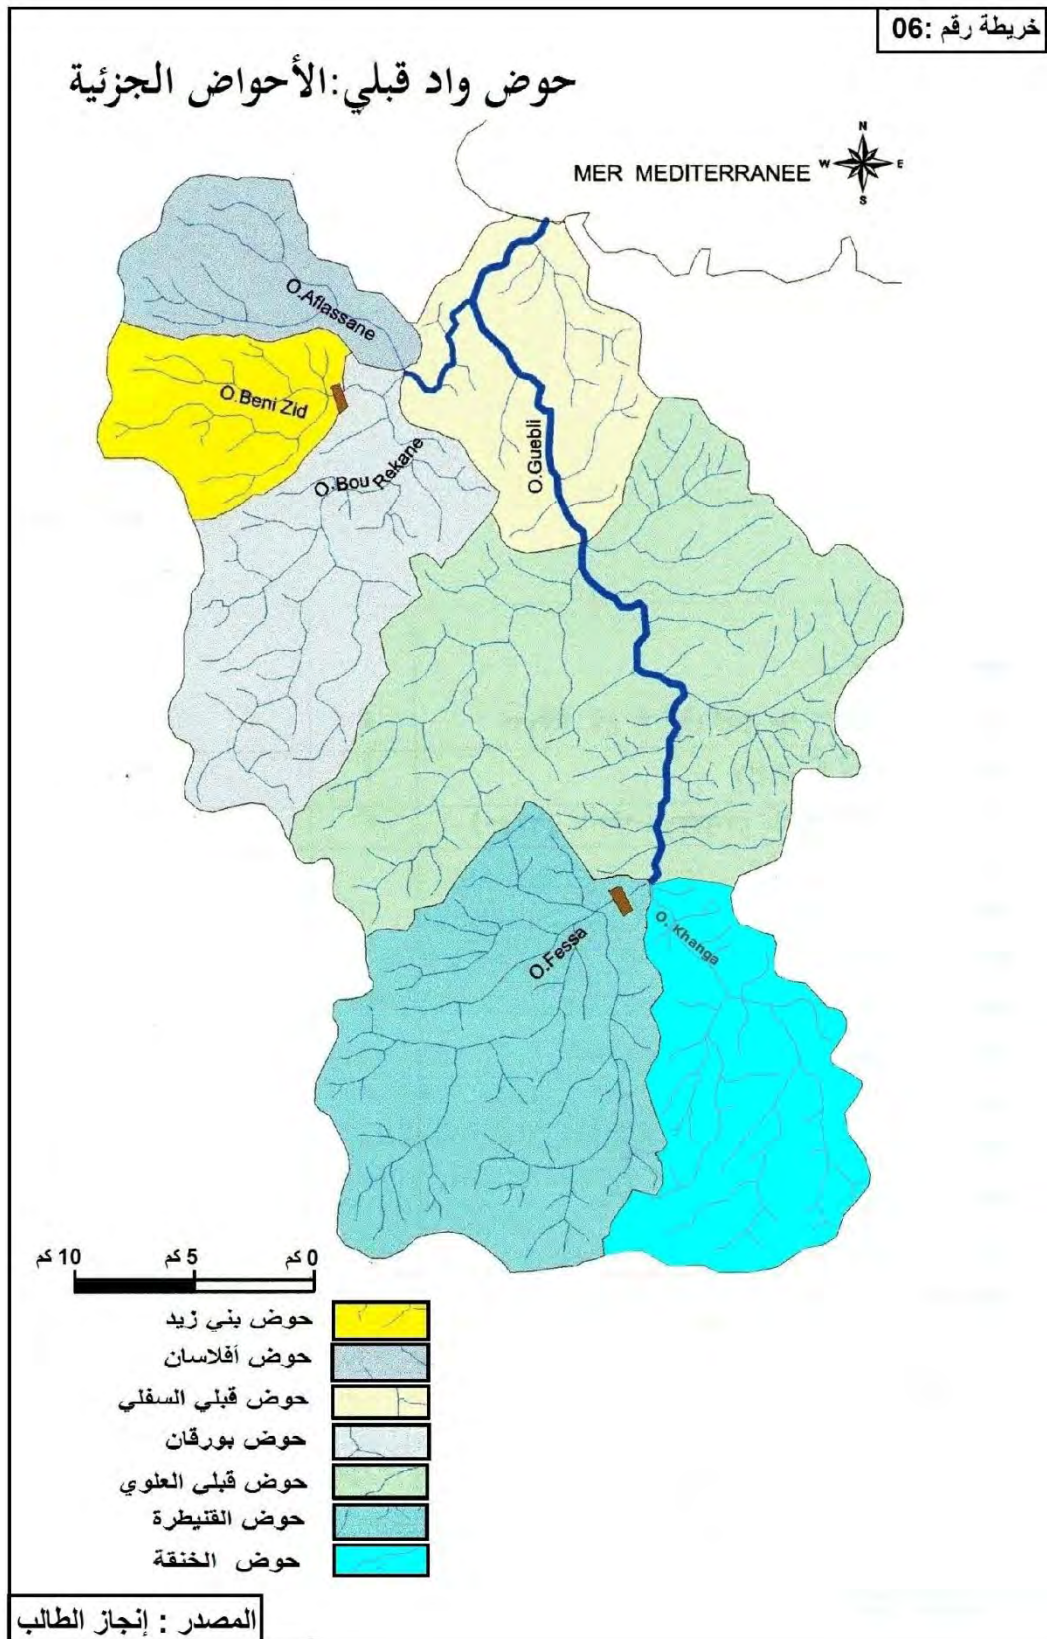 خريطة رقم :06
حوض واد قبلي:الأحواض الجزئية
N
W
E
S
MER MEDITERRANEE
O.Aflassane
O.Beni Zid
O.Bou Rekane
O.Guebli
O. Khanga
O.Fessa
10 كم
5 كم
0 كم
حوض بني زيد
حوض أفلاسان
حوض قبلي السفلي
حوض بورقان
حوض قبلي العلوي
حوض القنيطرة
حوض الخنقة
المصدر : إنجاز الطالب